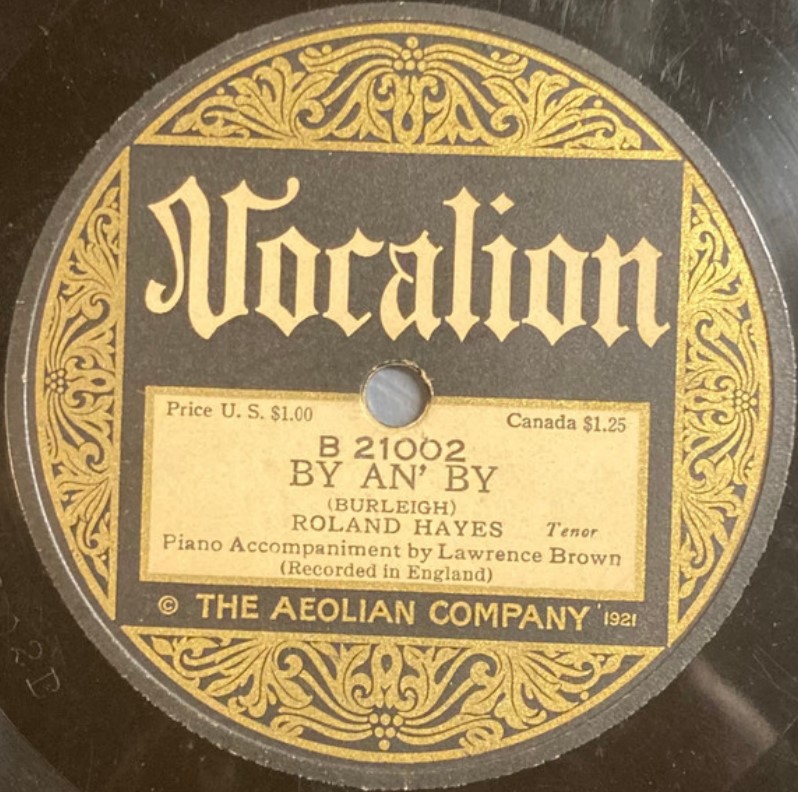 Vocalion
Price U. S. $1.00 Canada $1.25
B 21002
BY AN' BY
(BURLEIGH)
ROLAND HAYES Tenor
Piano Accompaniment by Lawrence Brown
(Recorded in England)
© THE AEOLIAN COMPANY 1921